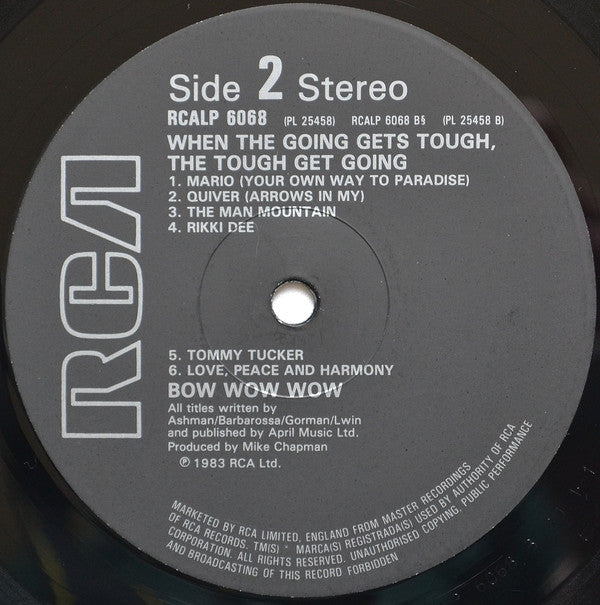 Side 2 Stereo
RCALP 6068 (PL 25458) RCALP 6068 B§ (PL 25458 B)
WHEN THE GOING GETS TOUGH,
THE TOUGH GET GOING
1. MARIO (YOUR OWN WAY TO PARADISE)
2. QUIVER (ARROWS IN MY)
3. THE MAN MOUNTAIN
4. RIKKI DEE
RCA
5. TOMMY TUCKER
6. LOVE, PEACE AND HARMONY
BOW WOW WOW
All titles written by
Ashman/Barbarossa/Gorman/Lwin
and published by April Music Ltd.
Produced by Mike Chapman
℗ 1983 RCA Ltd.
MARKETED BY RCA LIMITED, ENGLAND FROM MASTER RECORDINGS
OF RCA RECORDS. TM(S) * MARCA(S) REGISTRADA(S) USED BY AUTHORITY OF RCA
CORPORATION. ALL RIGHTS RESERVED. UNAUTHORISED COPYING, PUBLIC PERFORMANCE
AND BROADCASTING OF THIS RECORD FORBIDDEN